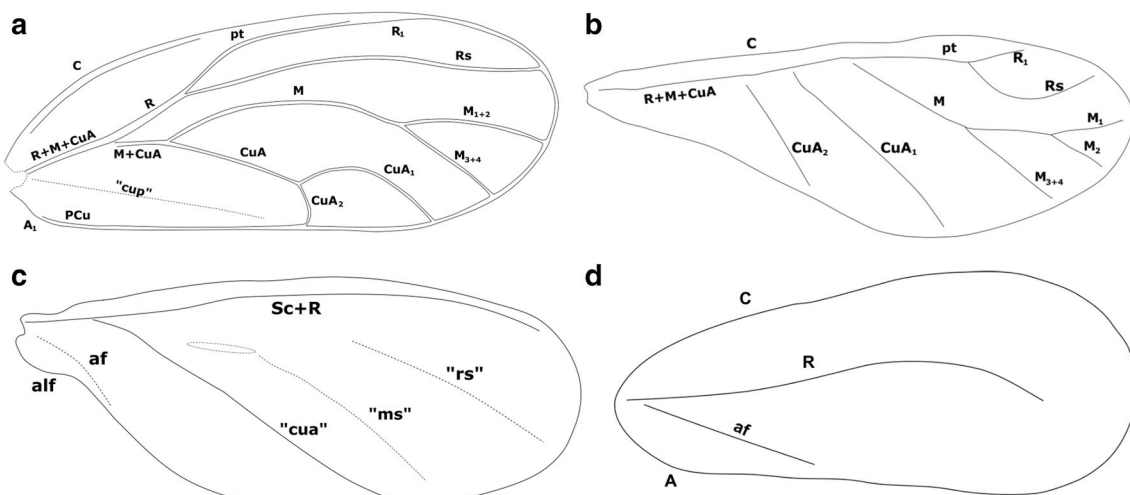 a
C
pt
R₁
Rs
R
M
M₁₊₂
R+M+CuA
M+CuA
CuA
M₃₊₄
CuA₁
"cup"
CuA₂
PCu
A₁
b
C
pt
R₁
Rs
R+M+CuA
M
M₁
M₂
CuA₂
CuA₁
M₃₊₄
c
Sc+R
af
"rs"
alf
"ms"
"cua"
d
C
R
af
A